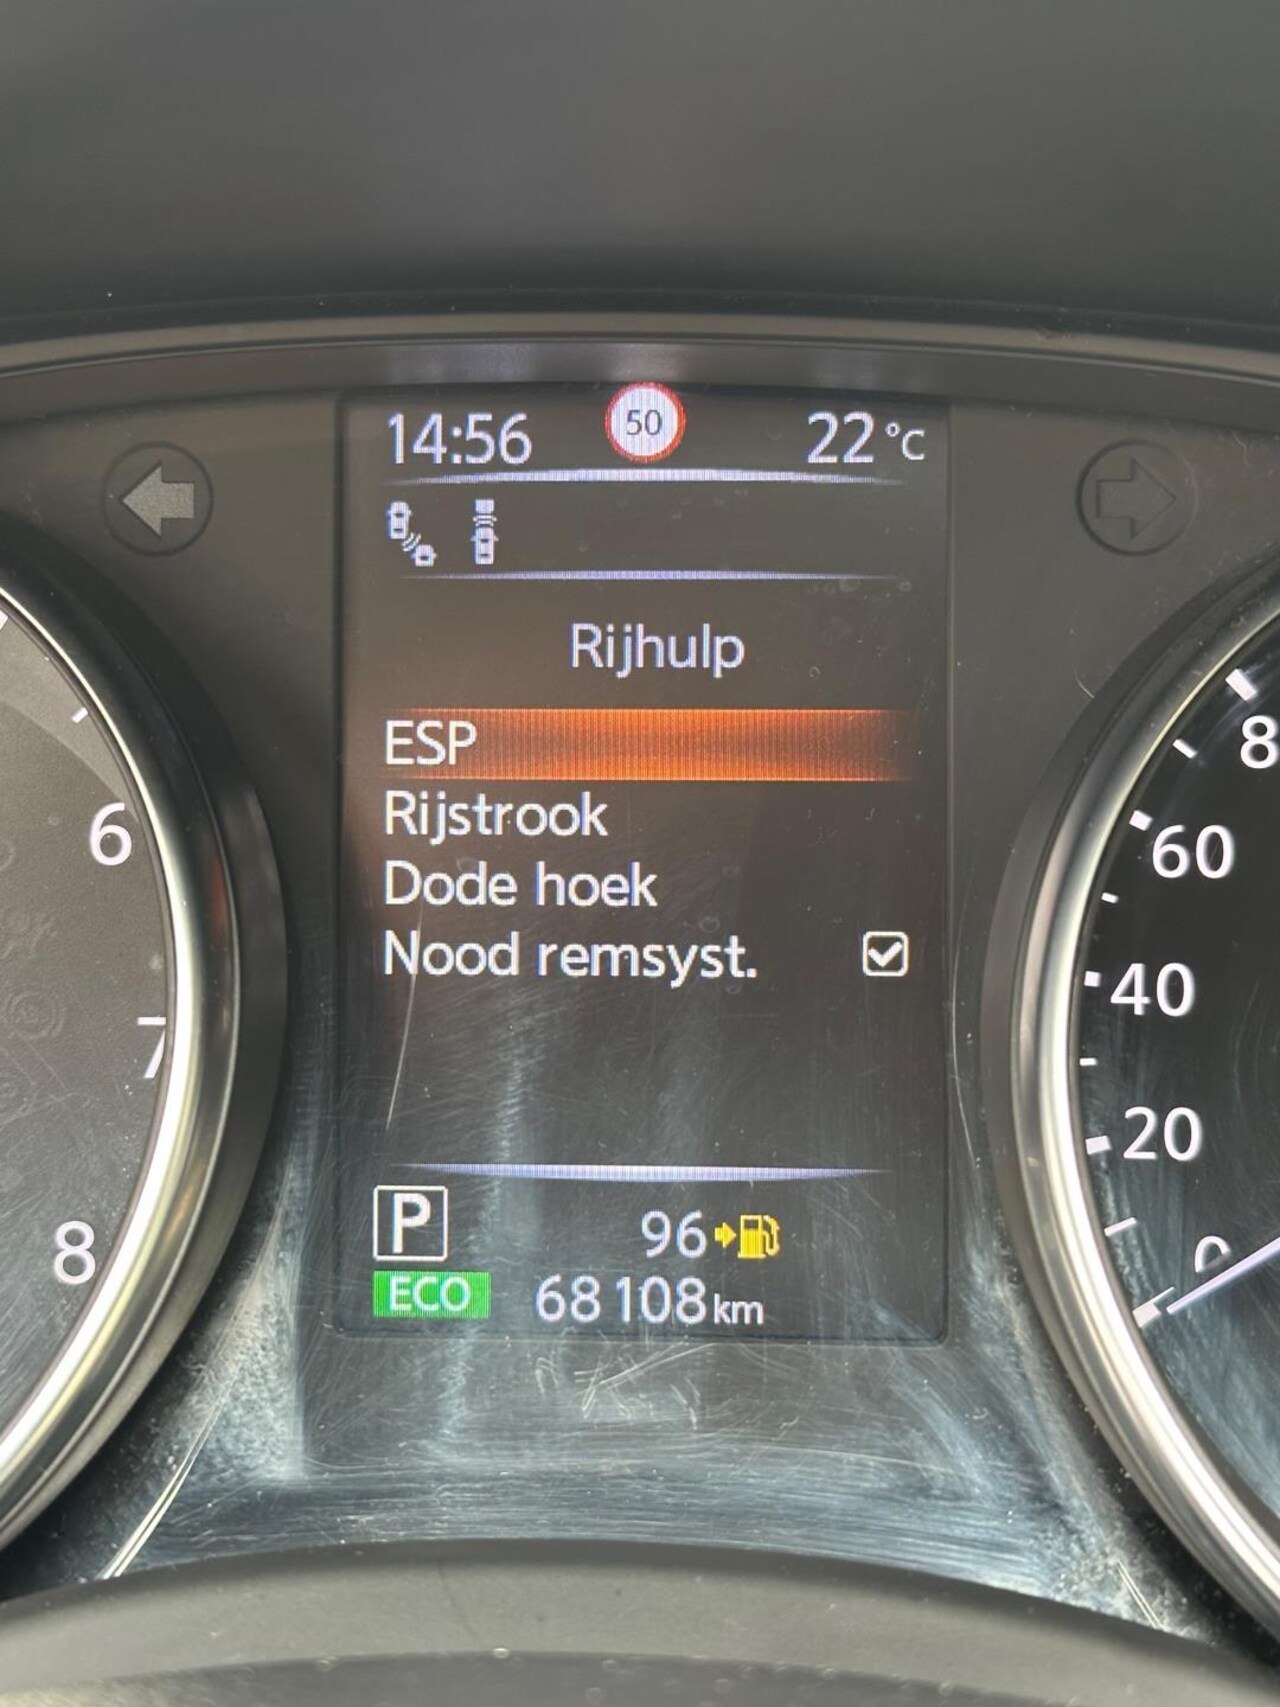 14:56 50 22 °C
Rijhulp
ESP
Rijstrook
Dode hoek
Nood remsyst.
P 96
ECO 68 108 km
6
7
8
8
60
40
20
0